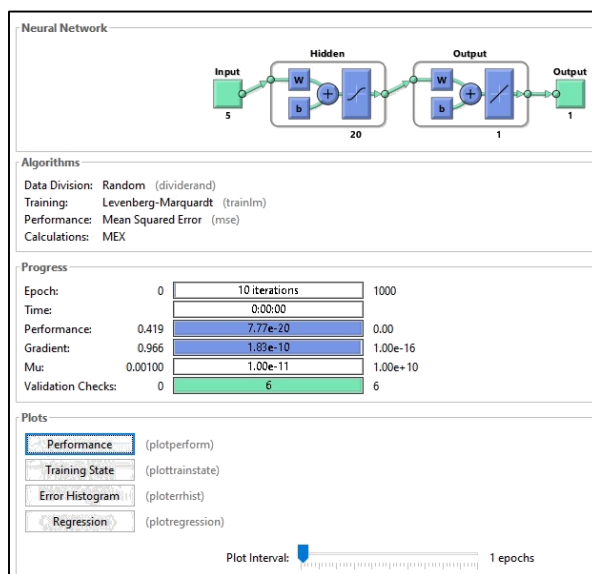 Neural Network
Hidden Output
Input W b + W b + Output
5 20 1 1
Algorithms
Data Division: Random (dividerand)
Training: Levenberg-Marquardt (trainlm)
Performance: Mean Squared Error (mse)
Calculations: MEX
Progress
Epoch: 0 10 iterations 1000
Time: 0:00:00
Performance: 0.419 7.77e-20 0.00
Gradient: 0.966 1.83e-10 1.00e-16
Mu: 0.00100 1.00e-11 1.00e+10
Validation Checks: 0 6 6
Plots
Performance (plotperform)
Training State (plottrainstate)
Error Histogram (ploterrhist)
Regression (plotregression)
Plot Interval: 1 epochs